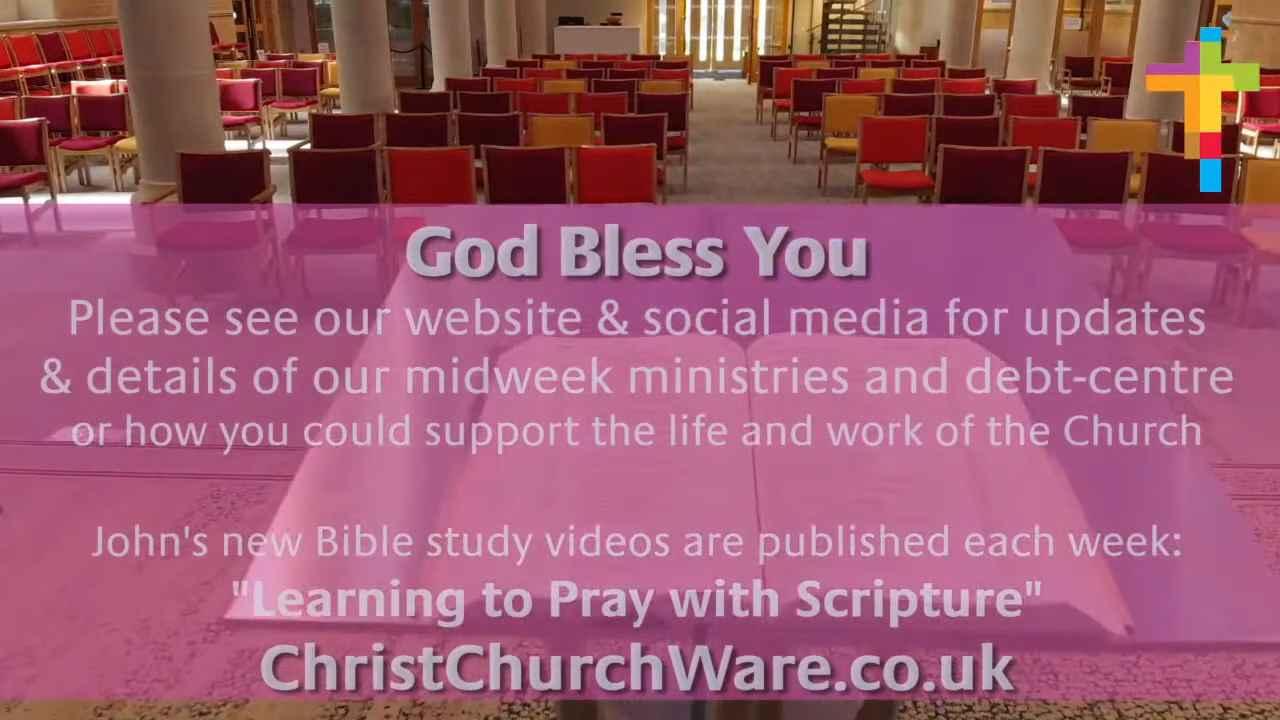 God Bless You
Please see our website & social media for updates
& details of our midweek ministries and debt-centre
or how you could support the life and work of the Church
John's new Bible study videos are published each week:
"Learning to Pray with Scripture"
ChristChurchWare.co.uk